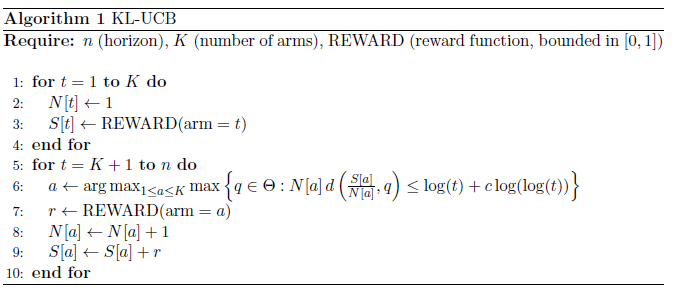 Algorithm 1 KL-UCB
Require: n (horizon), K (number of arms), REWARD (reward function, bounded in [0, 1])
1: for t = 1 to K do
2: N[t] ← 1
3: S[t] ← REWARD(arm = t)
4: end for
5: for t = K + 1 to n do
6: a ← arg max_{1≤a≤K} max {q ∈ Θ : N[a] d (S[a]/N[a], q) ≤ log(t) + c log(log(t))}
7: r ← REWARD(arm = a)
8: N[a] ← N[a] + 1
9: S[a] ← S[a] + r
10: end for